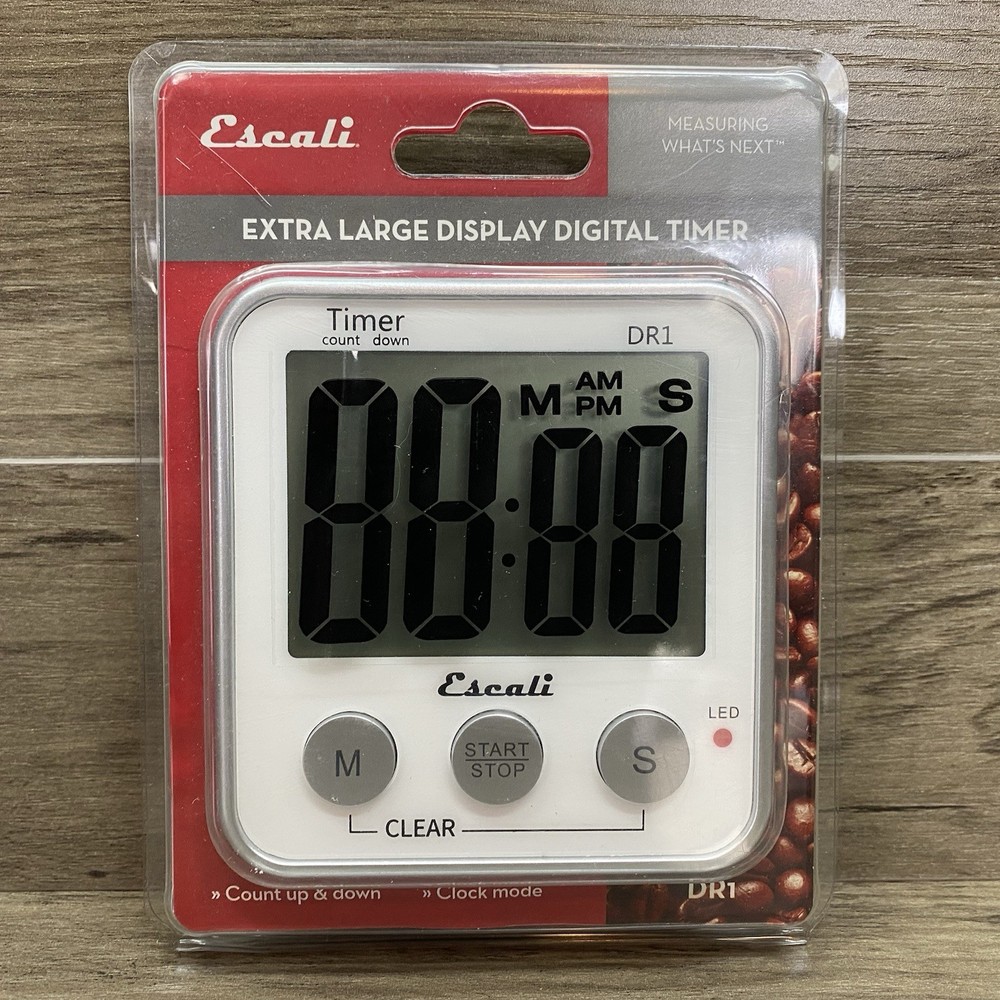 Escali
MEASURING
WHAT'S NEXT™
EXTRA LARGE DISPLAY DIGITAL TIMER
Timer
count down
DR1
M AM S
PM
88:88
Escali
LED
M
START
STOP
S
CLEAR
» Count up & down
» Clock mode
DR1